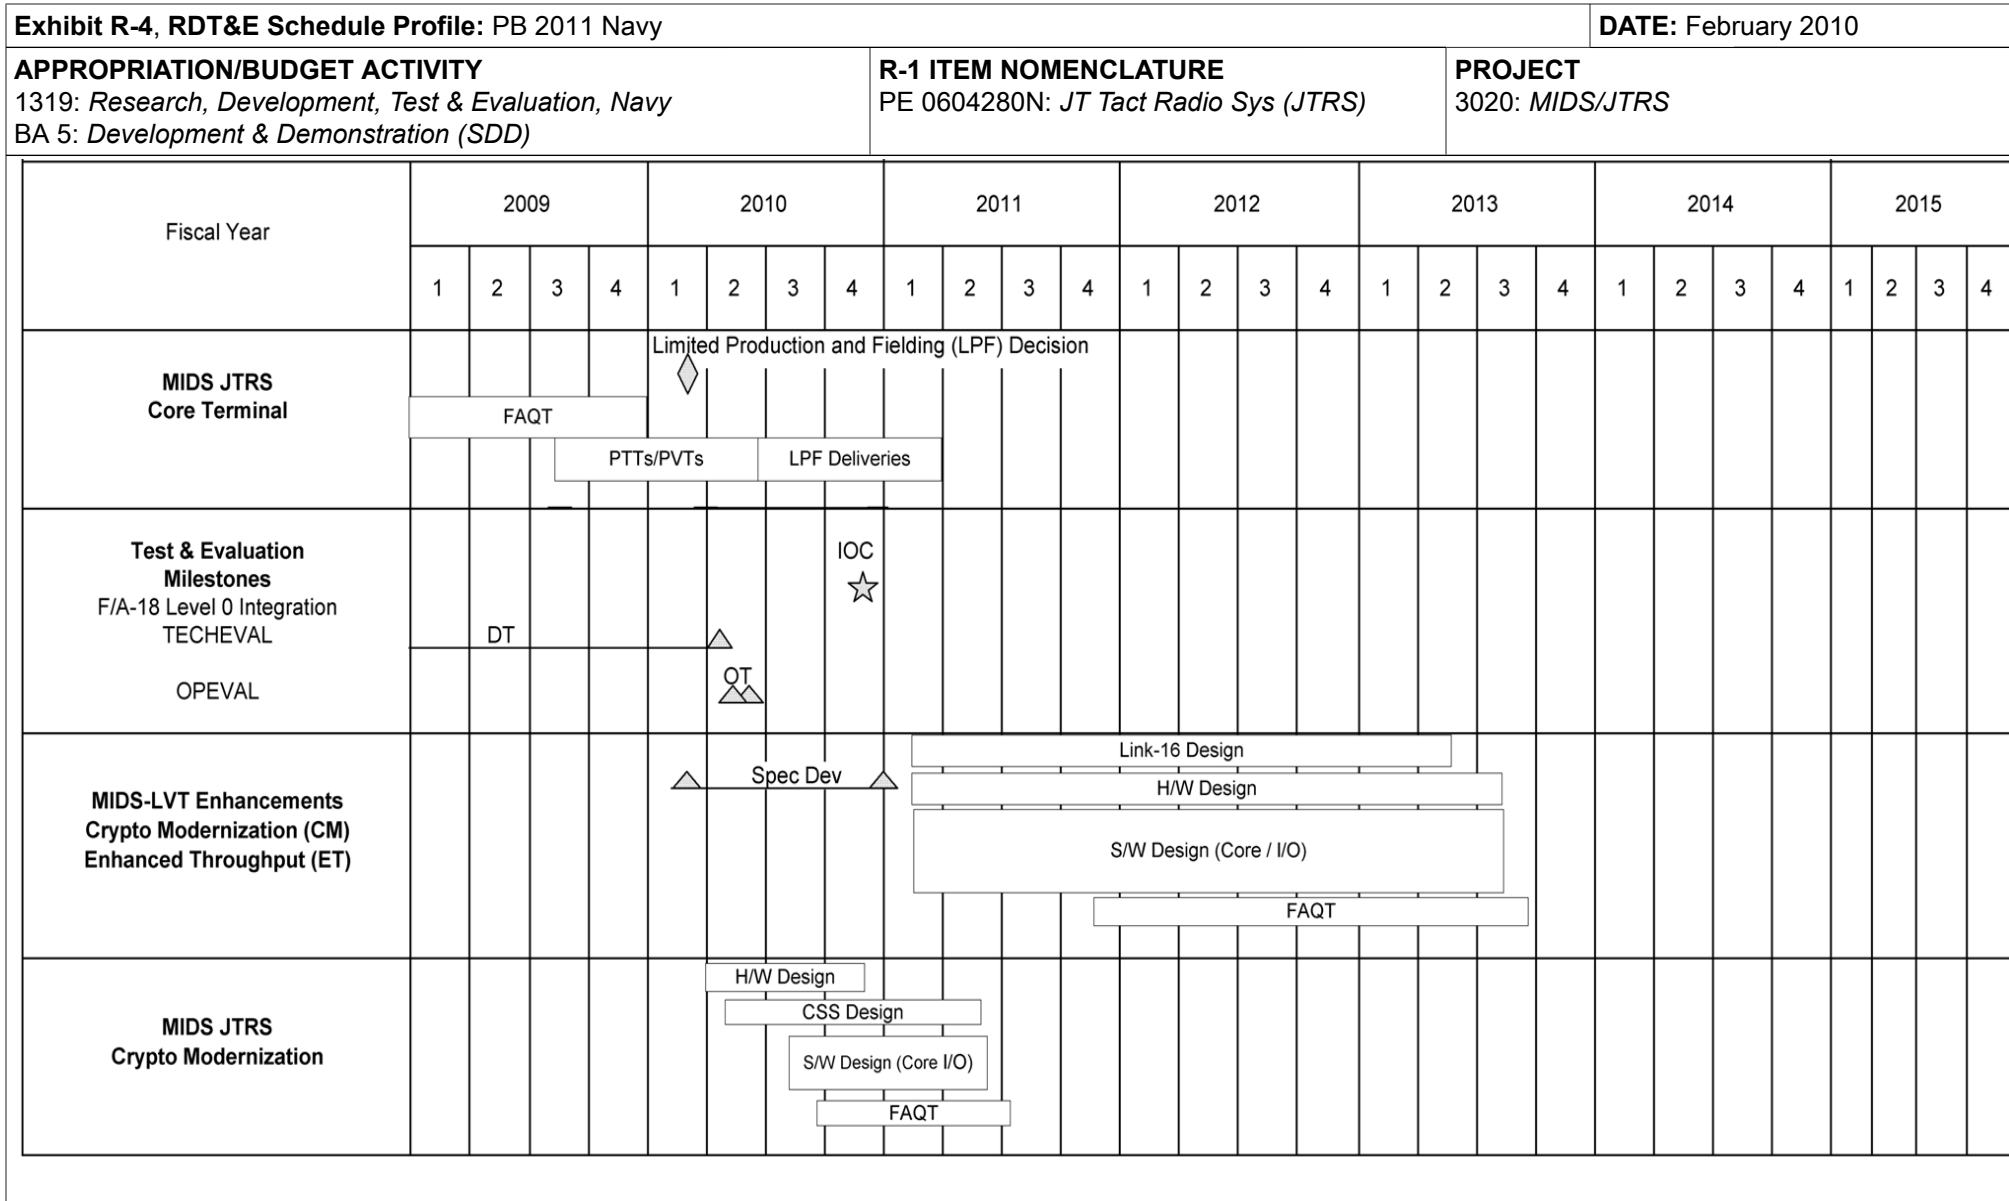 Exhibit R-4, RDT&E Schedule Profile: PB 2011 Navy
DATE: February 2010
APPROPRIATION/BUDGET ACTIVITY
1319: Research, Development, Test & Evaluation, Navy
BA 5: Development & Demonstration (SDD)
R-1 ITEM NOMENCLATURE
PE 0604280N: JT Tact Radio Sys (JTRS)
PROJECT
3020: MIDS/JTRS
Fiscal Year
2009 2010 2011 2012 2013 2014 2015
1 2 3 4 1 2 3 4 1 2 3 4 1 2 3 4 1 2 3 4 1 2 3 4 1 2 3 4
MIDS JTRS
Core Terminal
Limited Production and Fielding (LPF) Decision
FAQT
PTTs/PVTs
LPF Deliveries
Test & Evaluation
Milestones
F/A-18 Level 0 Integration
TECHEVAL
OPEVAL
IOC
DT
OT
MIDS-LVT Enhancements
Crypto Modernization (CM)
Enhanced Throughput (ET)
Spec Dev
Link-16 Design
H/W Design
S/W Design (Core / I/O)
FAQT
MIDS JTRS
Crypto Modernization
H/W Design
CSS Design
S/W Design (Core I/O)
FAQT